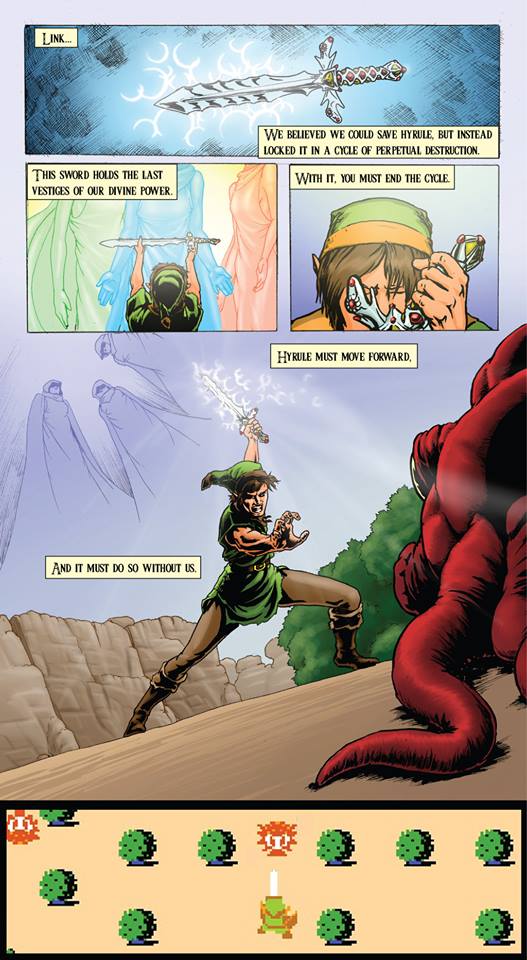 Link...
We believed we could save Hyrule, but instead
locked it in a cycle of perpetual destruction.
This sword holds the last
vestiges of our divine power.
With it, you must end the cycle.
Hyrule must move forward,
And it must do so without us.